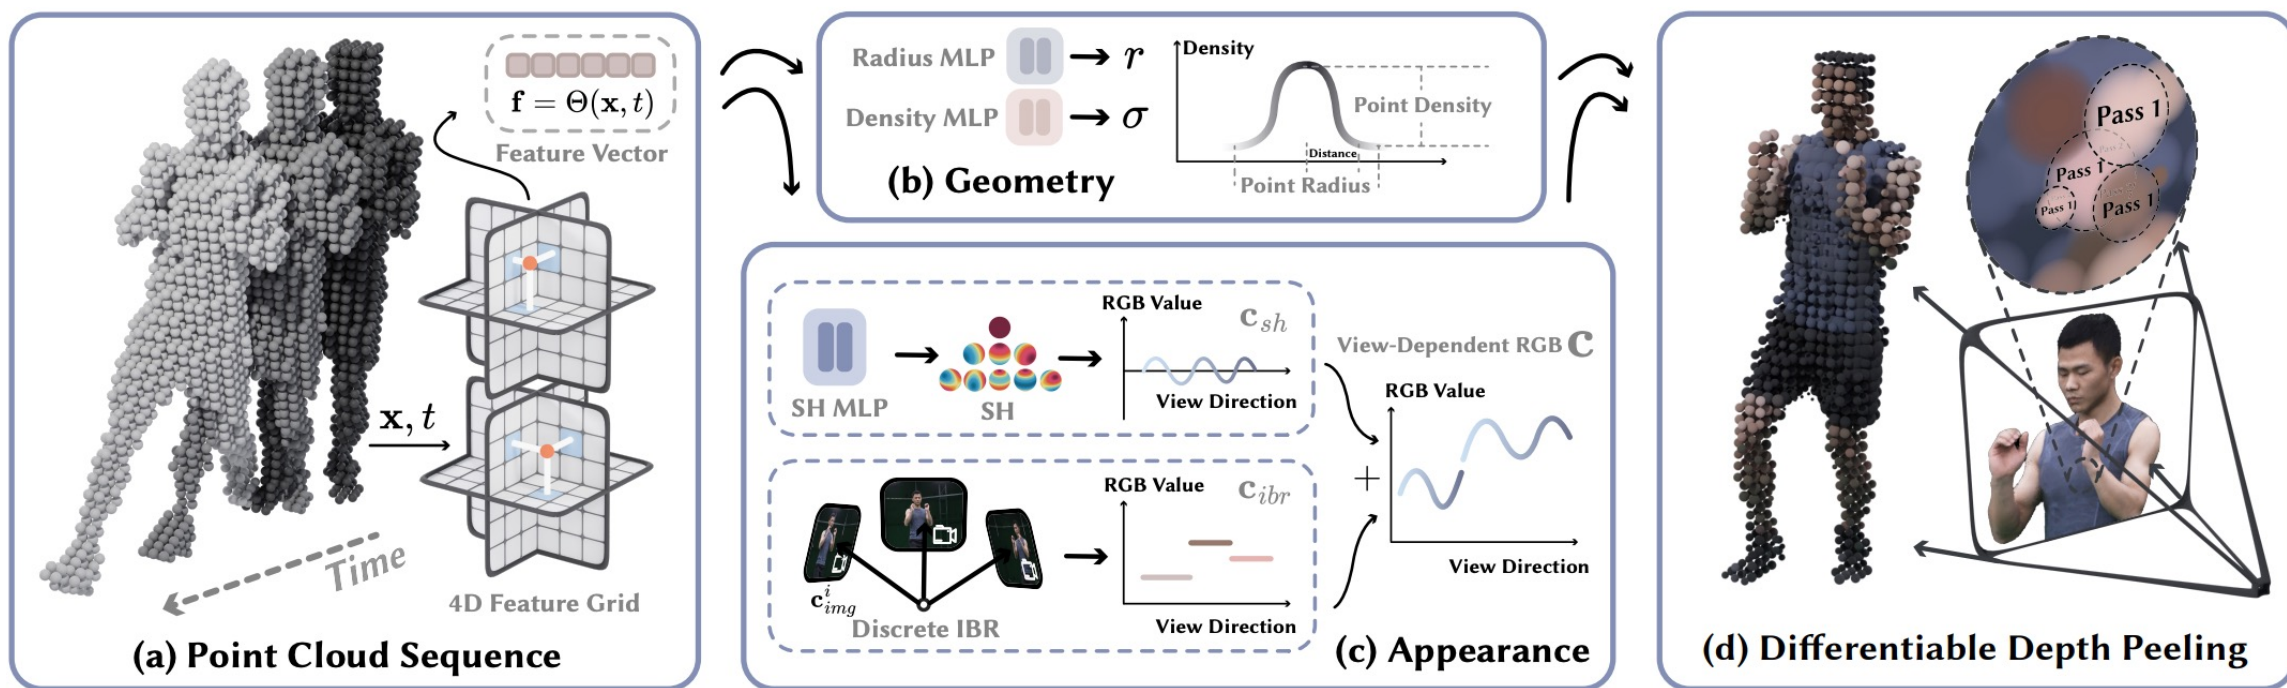 f = Θ(x, t)
Feature Vector
x, t
Time
4D Feature Grid
(a) Point Cloud Sequence
Radius MLP
r
Density MLP
σ
Density
Point Density
Distance
Point Radius
(b) Geometry
SH MLP
SH
RGB Value
c_sh
View Direction
c^i_img
Discrete IBR
RGB Value
c_ibr
View Direction
View-Dependent RGB c
RGB Value
+
View Direction
(c) Appearance
Pass 1
Pass 2
Pass 1
Pass 1
Pass 1
(d) Differentiable Depth Peeling